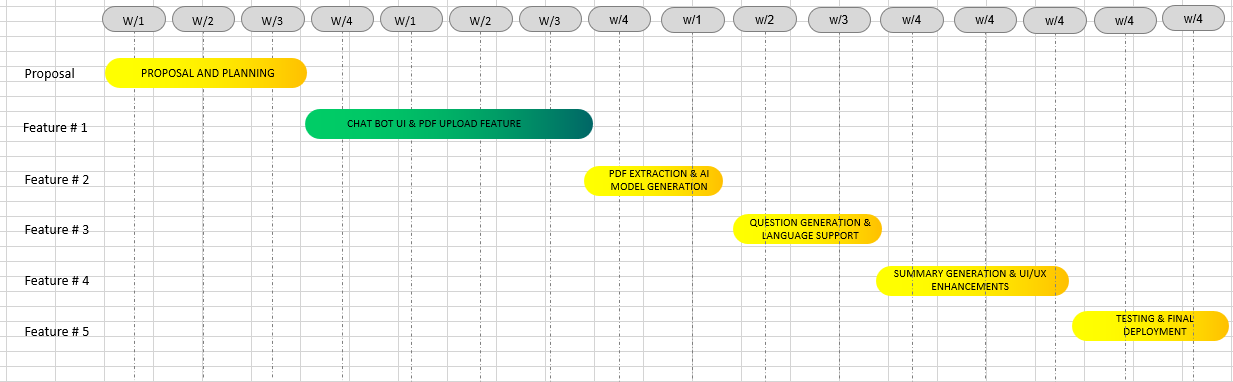 W/1 W/2 W/3 W/4 W/1 W/2 W/3 w/4 w/1 w/2 w/3 w/4 w/4 w/4 w/4 w/4
Proposal PROPOSAL AND PLANNING
Feature # 1 CHAT BOT UI & PDF UPLOAD FEATURE
Feature # 2 PDF EXTRACTION & AI
MODEL GENERATION
Feature # 3 QUESTION GENERATION &
LANGUAGE SUPPORT
Feature # 4 SUMMARY GENERATION & UI/UX
ENHANCEMENTS
Feature # 5 TESTING & FINAL
DEPLOYMENT